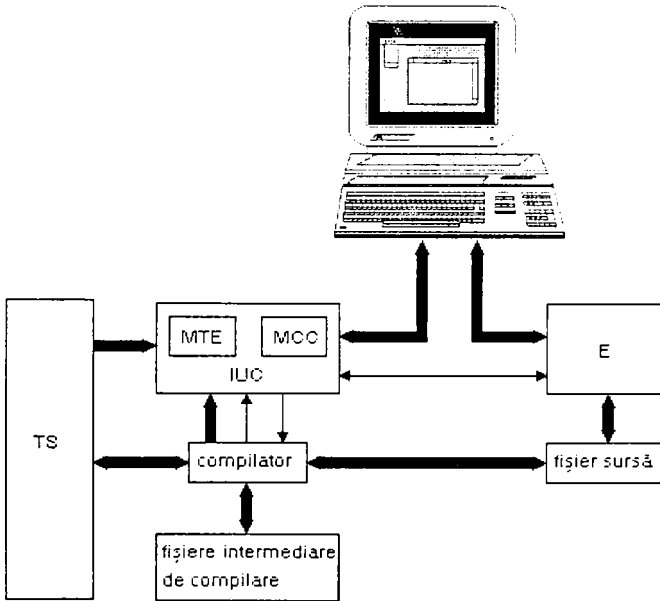 MTE
MCC
IUC
E
TS
compilator
fișier sursă
fișiere intermediare
de compilare